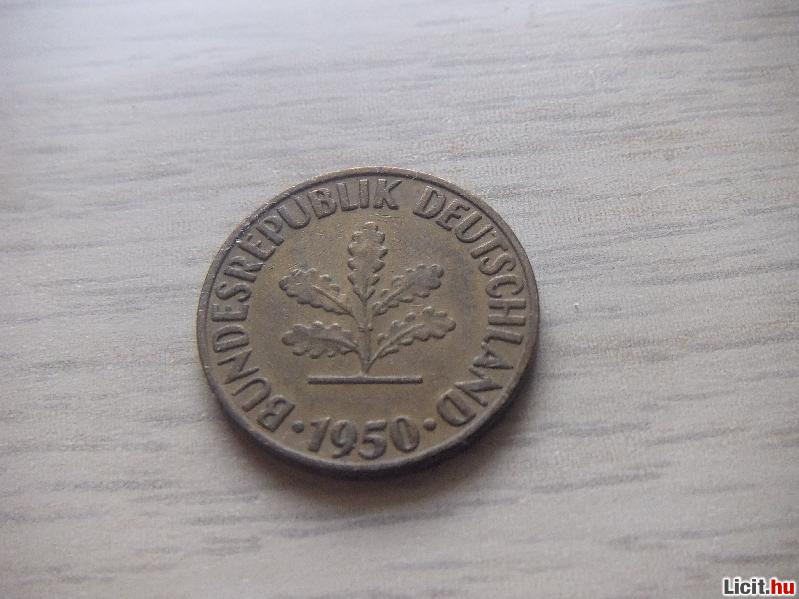 BUNDESREPUBLIK DEUTSCHLAND
· 1950 ·
Licit.hu